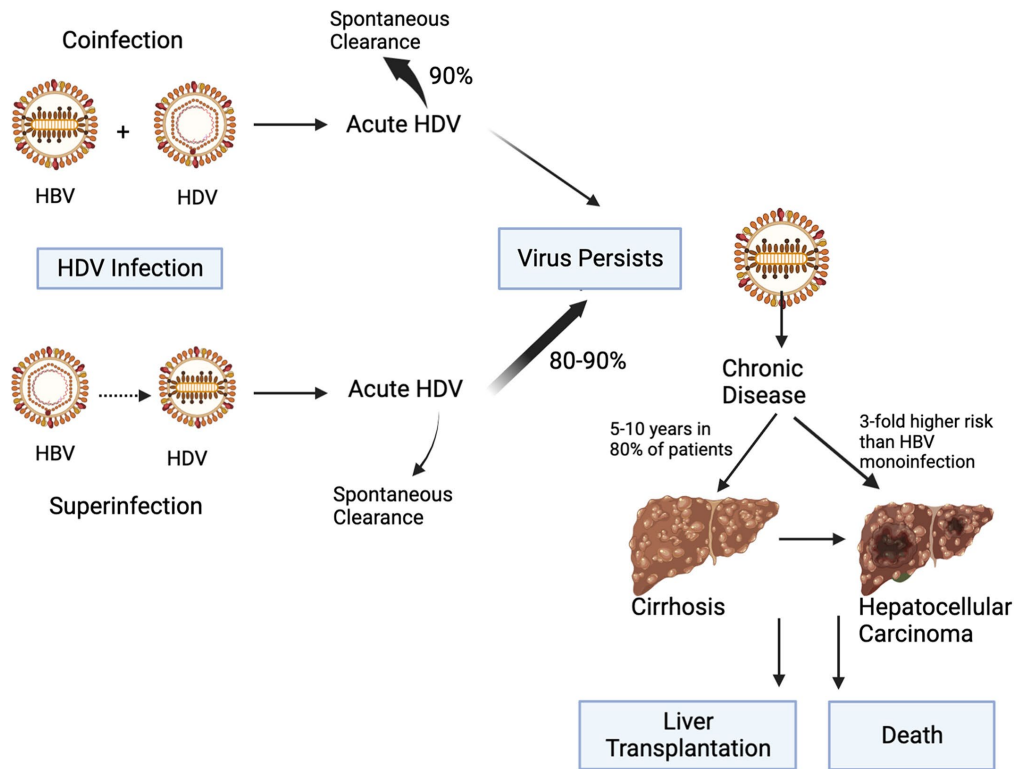 Coinfection
Spontaneous
Clearance
90%
+
Acute HDV
HBV
HDV
HDV Infection
Virus Persists
80-90%
Acute HDV
HBV
HDV
Superinfection
Spontaneous
Clearance
Chronic
Disease
5-10 years in
80% of patients
3-fold higher risk
than HBV
monoinfection
Cirrhosis
Hepatocellular
Carcinoma
Liver
Transplantation
Death